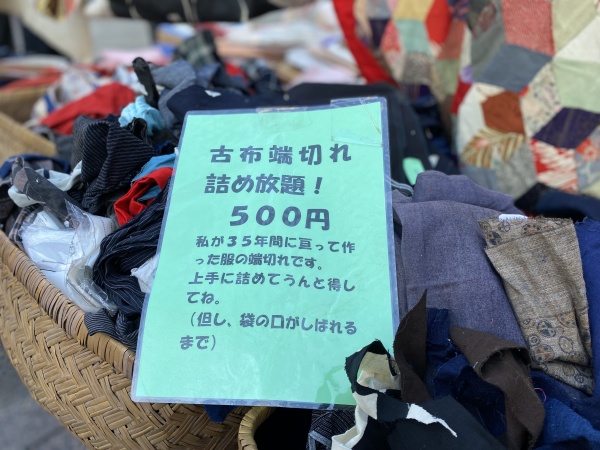 古布端切れ
詰め放題！
５００円
私が３５年間に亘って作
った服の端切れです。
上手に詰めてうんと得し
てね。
（但し、袋の口がしばれる
まで）